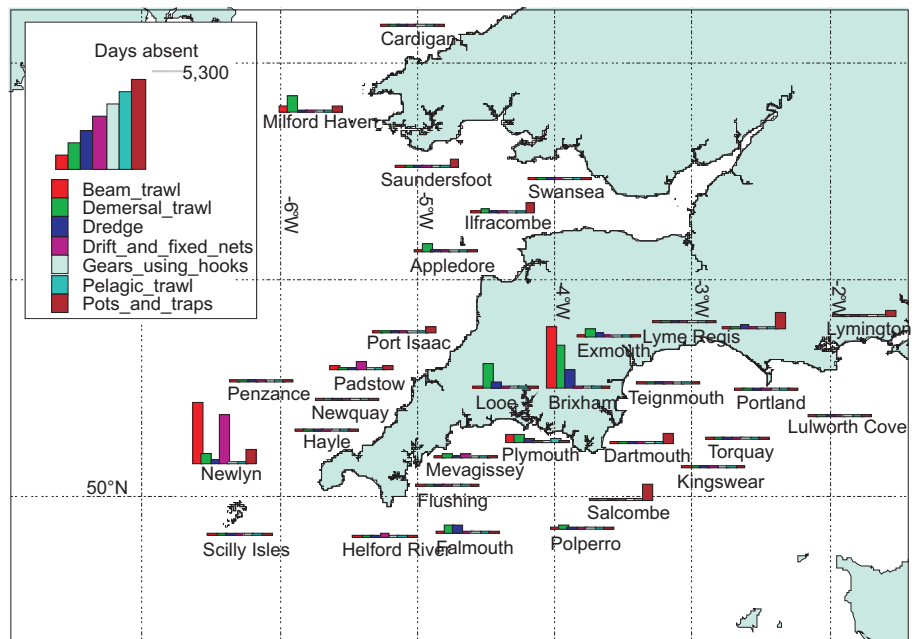 Cardigan
Days absent
5,300
Milford Haven
Saundersfoot
Swansea
Beam_trawl
Demersal_trawl
Dredge
Drift_and_fixed_nets
Gears_using_hooks
Pelagic_trawl
Pots_and_traps
-6°W
-5°W
Ilfracombe
Appledore
-4°W
-3°W
-2°W
Port Isaac
Exmouth
Lyme Regis
Lymington
Padstow
Penzance
Newquay
Looe
Brixham
Teignmouth
Portland
Lulworth Cove
Hayle
Newlyn
Mevagissey
Plymouth
Dartmouth
Torquay
Kingswear
50°N
Flushing
Salcombe
Scilly Isles
Helford River
Falmouth
Polperro